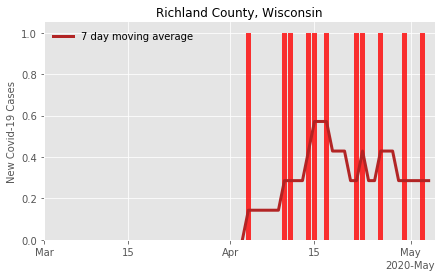 Richland County, Wisconsin
7 day moving average
New Covid-19 Cases
1.0
0.8
0.6
0.4
0.2
0.0
Mar
15
Apr
15
May
2020-May